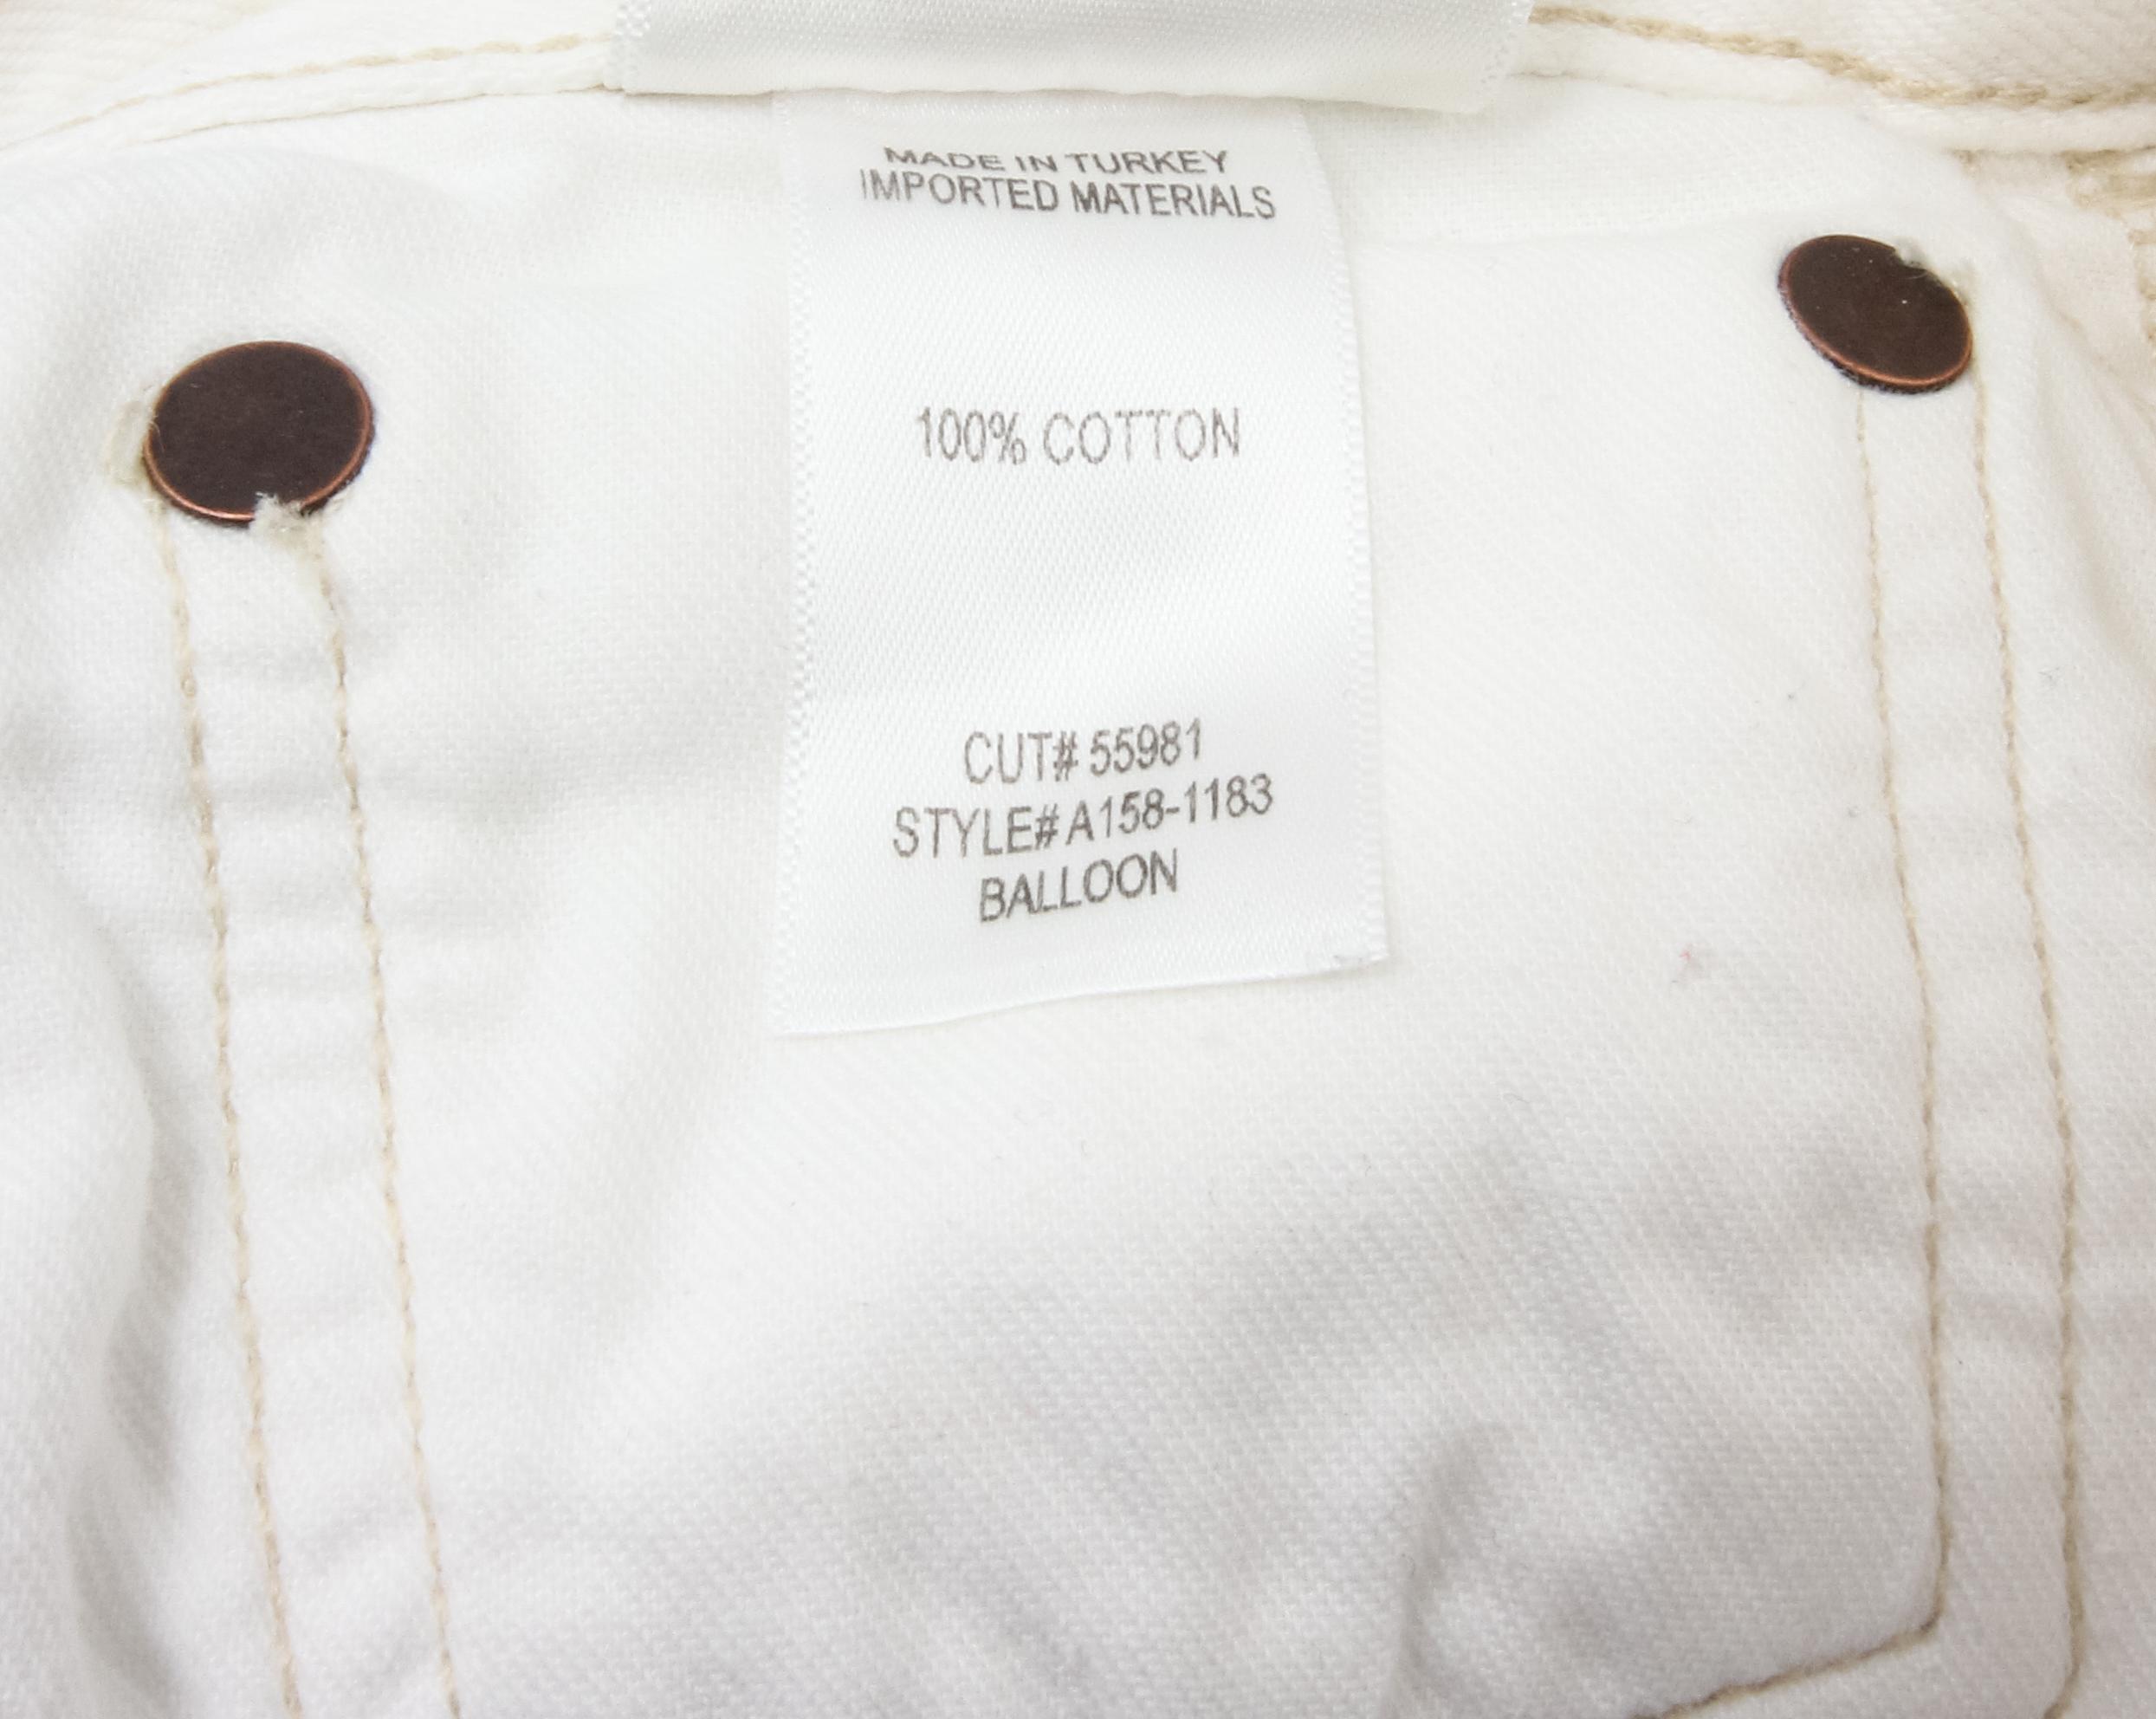 MADE IN TURKEY
IMPORTED MATERIALS
100% COTTON
CUT# 55981
STYLE# A158-1183
BALLOON